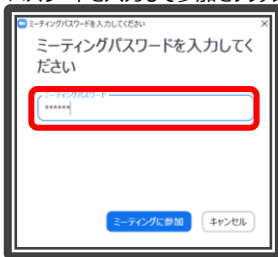 ミーティングパスワードを入力してください
ミーティングパスワードを入力してく
ださい
ミーティングパスワード
******
ミーティングに参加
キャンセル